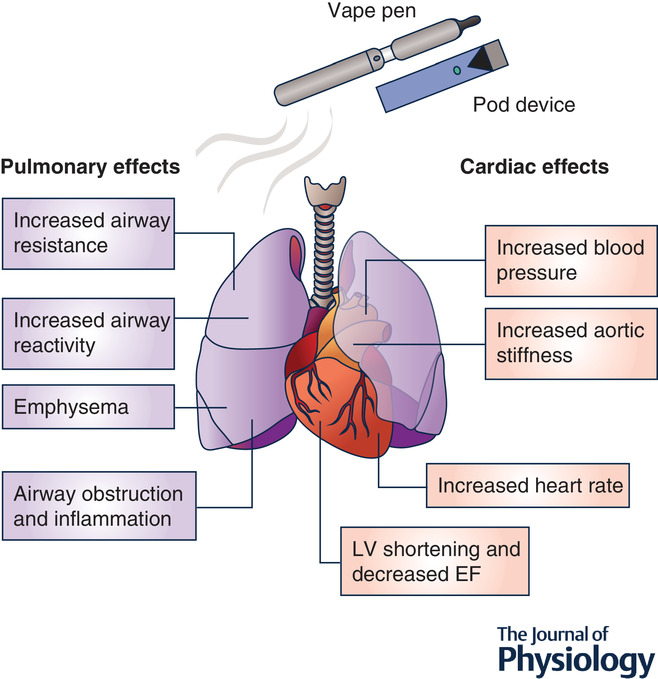 Vape pen
Pod device
Pulmonary effects
Increased airway
resistance
Increased airway
reactivity
Emphysema
Airway obstruction
and inflammation
Cardiac effects
Increased blood
pressure
Increased aortic
stiffness
Increased heart rate
LV shortening and
decreased EF
The Journal of
Physiology